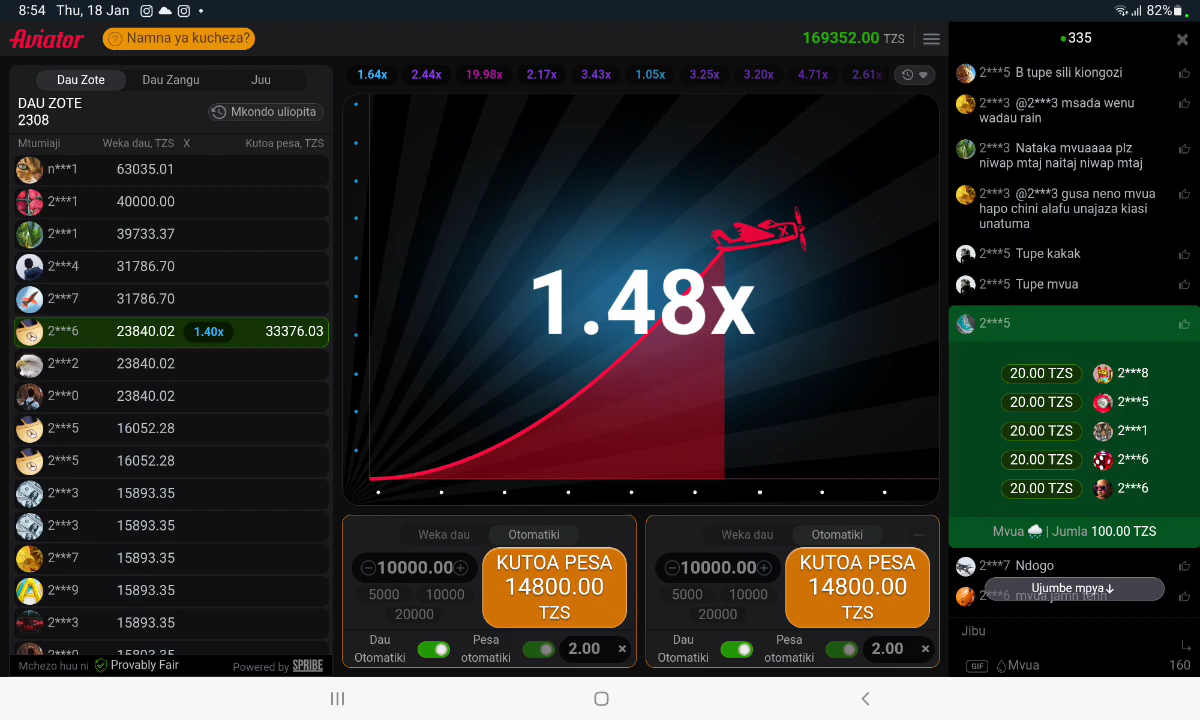 8:54 Thu, 18 Jan
82%
Aviator
? Namna ya kucheza?
169352.00 TZS
335
Dau Zote Dau Zangu Juu
DAU ZOTE
2308
Mkondo uliopita
Mtumiaji Weka dau, TZS X Kutoa pesa, TZS
n***1 63035.01
2***1 40000.00
2***1 39733.37
2***4 31786.70
2***7 31786.70
2***6 23840.02 1.40x 33376.03
2***2 23840.02
2***0 23840.02
2***5 16052.28
2***5 16052.28
2***3 15893.35
2***3 15893.35
2***7 15893.35
2***9 15893.35
2***3 15893.35
2***0 15893.35
Mchezo huu ni Provably Fair Powered by SPRIBE
1.64x 2.44x 19.98x 2.17x 3.43x 1.05x 3.25x 3.20x 4.71x 2.61x
X
1.48x
Weka dau Otomatiki
10000.00
5000 10000
20000
KUTOA PESA
14800.00
TZS
Dau
Otomatiki
Pesa
otomatiki
2.00 ×
Weka dau Otomatiki
10000.00
5000 10000
20000
KUTOA PESA
14800.00
TZS
Dau
Otomatiki
Pesa
otomatiki
2.00 ×
2***5 B tupe sili kiongozi
2***3 @2***3 msada wenu
wadau rain
2***3 Nataka mvuaaaa plz
niwap mtaj naitaj niwap mtaj
2***3 @2***3 gusa neno mvua
hapo chini alafu unajaza kiasi
unatuma
2***5 Tupe kakak
2***5 Tupe mvua
2***5
20.00 TZS 2***8
20.00 TZS 2***5
20.00 TZS 2***1
20.00 TZS 2***6
20.00 TZS 2***6
Mvua | Jumla 100.00 TZS
2***7 Ndogo
Ujumbe mpya
2***6 mvua jamn tenn
Jibu
GIF Mvua 160